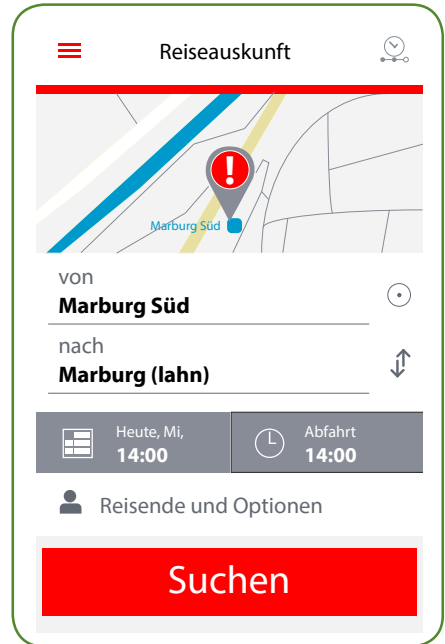 Reiseauskunft
!
Marburg Süd
von
Marburg Süd
nach
Marburg (lahn)
Heute, Mi,
14:00
Abfahrt
14:00
Reisende und Optionen
Suchen